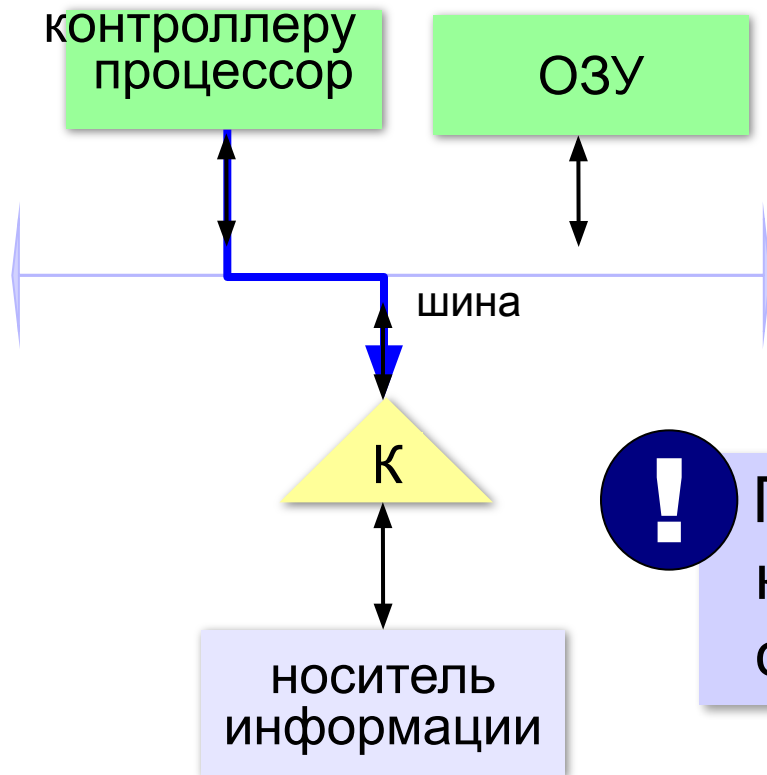 контроллеру
процессор
ОЗУ
шина
К
!
носитель
информации